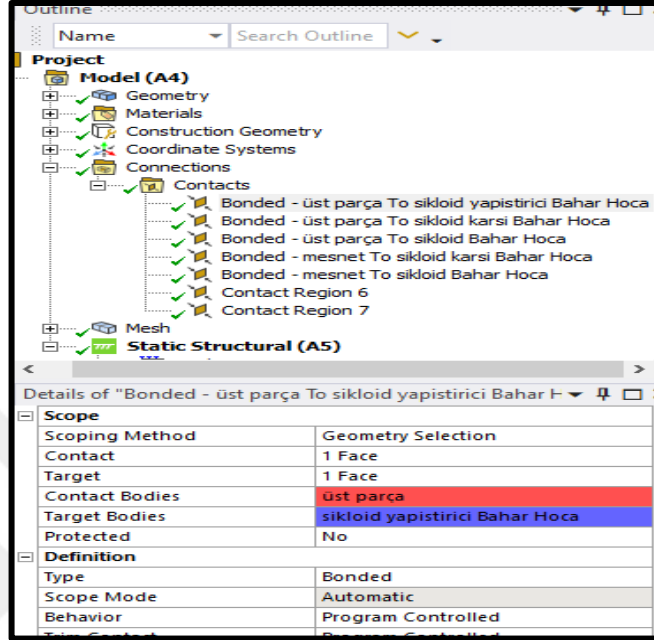 Outline
Name Search Outline
Project
Model (A4)
Geometry
Materials
Construction Geometry
Coordinate Systems
Connections
Contacts
Bonded - üst parça To sikloid yapistirici Bahar Hoca
Bonded - üst parça To sikloid karsi Bahar Hoca
Bonded - üst parça To sikloid Bahar Hoca
Bonded - mesnet To sikloid karsi Bahar Hoca
Bonded - mesnet To sikloid Bahar Hoca
Contact Region 6
Contact Region 7
Mesh
Static Structural (A5)
Details of "Bonded - üst parça To sikloid yapistirici Bahar H
Scope
Scoping Method Geometry Selection
Contact 1 Face
Target 1 Face
Contact Bodies üst parça
Target Bodies sikloid yapistirici Bahar Hoca
Protected No
Definition
Type Bonded
Scope Mode Automatic
Behavior Program Controlled
Trim Contact Program Controlled